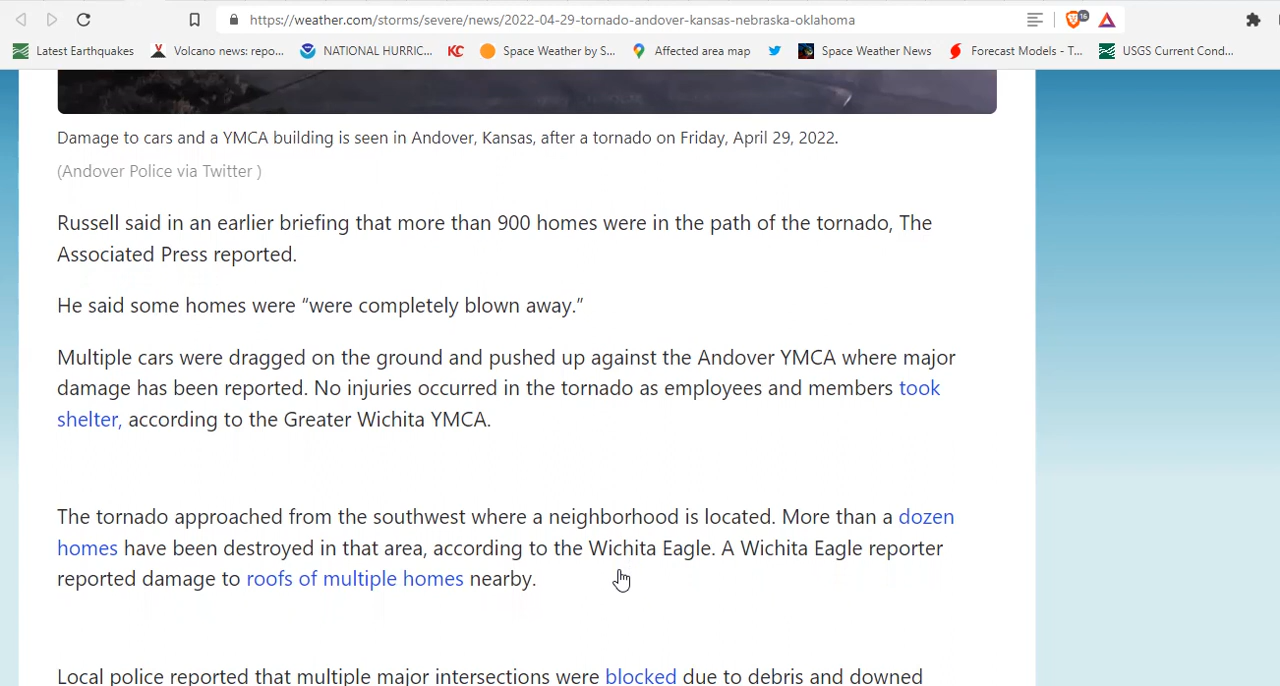 https://weather.com/storms/severe/news/2022-04-29-tornado-andover-kansas-nebraska-oklahoma
16
Latest Earthquakes Volcano news: repo... NATIONAL HURRIC... KC Space Weather by S... Affected area map Space Weather News Forecast Models - T... USGS Current Cond...
Damage to cars and a YMCA building is seen in Andover, Kansas, after a tornado on Friday, April 29, 2022.
(Andover Police via Twitter )
Russell said in an earlier briefing that more than 900 homes were in the path of the tornado, The
Associated Press reported.
He said some homes were “were completely blown away.”
Multiple cars were dragged on the ground and pushed up against the Andover YMCA where major
damage has been reported. No injuries occurred in the tornado as employees and members took
shelter, according to the Greater Wichita YMCA.
The tornado approached from the southwest where a neighborhood is located. More than a dozen
homes have been destroyed in that area, according to the Wichita Eagle. A Wichita Eagle reporter
reported damage to roofs of multiple homes nearby.
Local police reported that multiple major intersections were blocked due to debris and downed